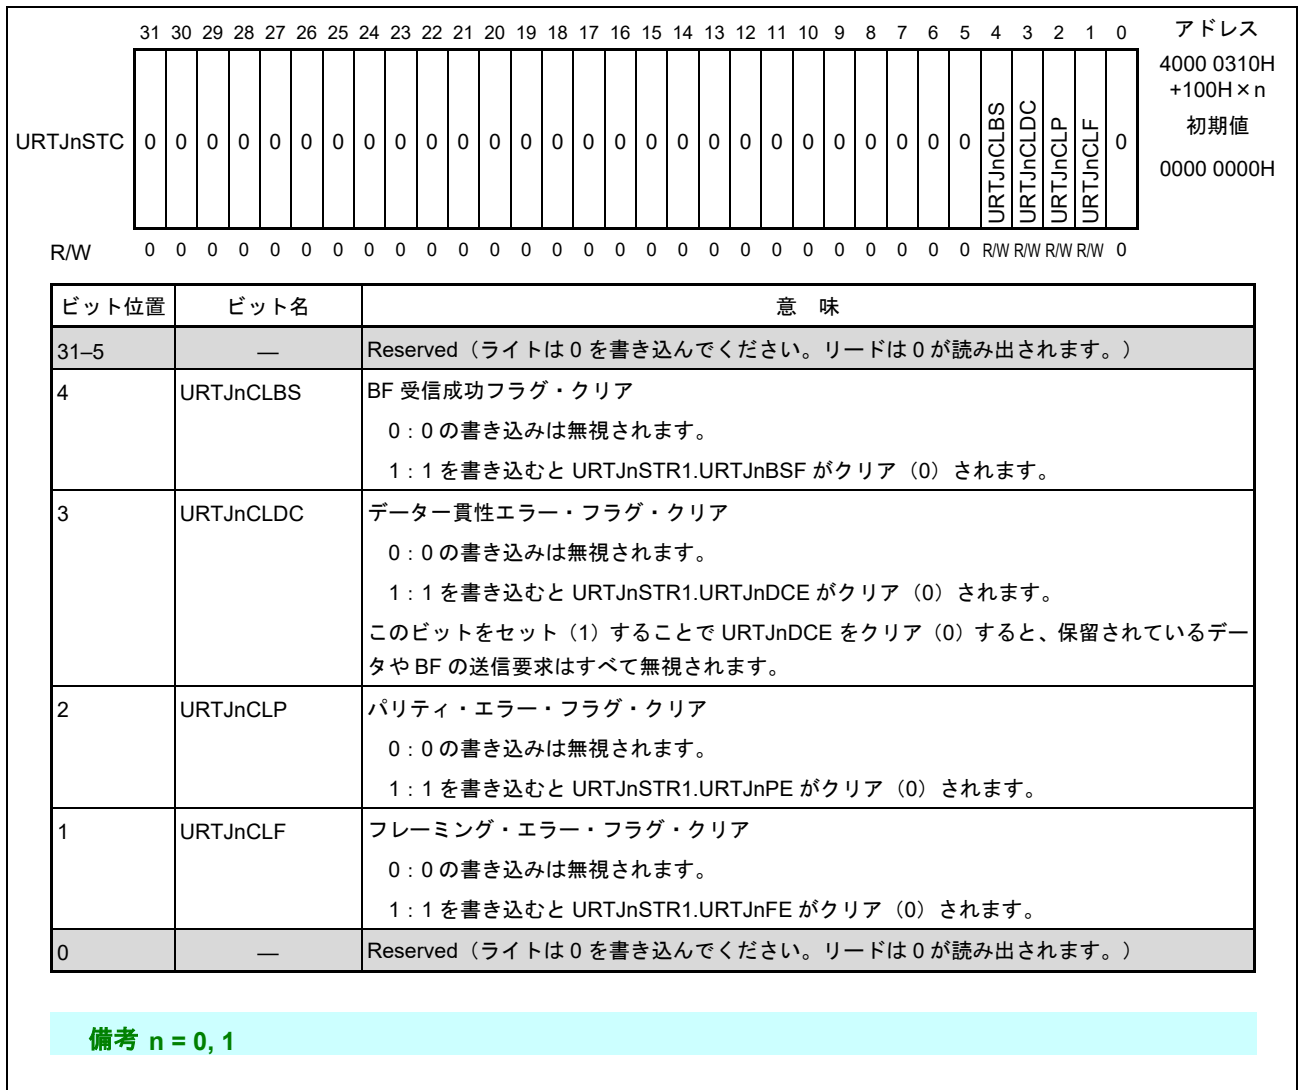 31 30 29 28 27 26 25 24 23 22 21 20 19 18 17 16 15 14 13 12 11 10 9 8 7 6 5 4 3 2 1 0 アドレス
4000 0310H
+100H×n
初期値
0000 0000H
URTJnSTC 0 0 0 0 0 0 0 0 0 0 0 0 0 0 0 0 0 0 0 0 0 0 0 0 0 0 0 URTJnCLBS URTJnCLDC URTJnCLP URTJnCLF 0
R/W 0 0 0 0 0 0 0 0 0 0 0 0 0 0 0 0 0 0 0 0 0 0 0 0 0 0 0 R/W R/W R/W R/W 0
ビット位置 ビット名 意 味
31–5 — Reserved（ライトは 0 を書き込んでください。リードは 0 が読み出されます。）
4 URTJnCLBS BF 受信成功フラグ・クリア
0 : 0 の書き込みは無視されます。
1 : 1 を書き込むと URTJnSTR1.URTJnBSF がクリア（0）されます。
3 URTJnCLDC データ一貫性エラー・フラグ・クリア
0 : 0 の書き込みは無視されます。
1 : 1 を書き込むと URTJnSTR1.URTJnDCE がクリア（0）されます。
このビットをセット（1）することで URTJnDCE をクリア（0）すると、保留されているデー
タや BF の送信要求はすべて無視されます。
2 URTJnCLP パリティ・エラー・フラグ・クリア
0 : 0 の書き込みは無視されます。
1 : 1 を書き込むと URTJnSTR1.URTJnPE がクリア（0）されます。
1 URTJnCLF フレーミング・エラー・フラグ・クリア
0 : 0 の書き込みは無視されます。
1 : 1 を書き込むと URTJnSTR1.URTJnFE がクリア（0）されます。
0 — Reserved（ライトは 0 を書き込んでください。リードは 0 が読み出されます。）
備考 n = 0, 1